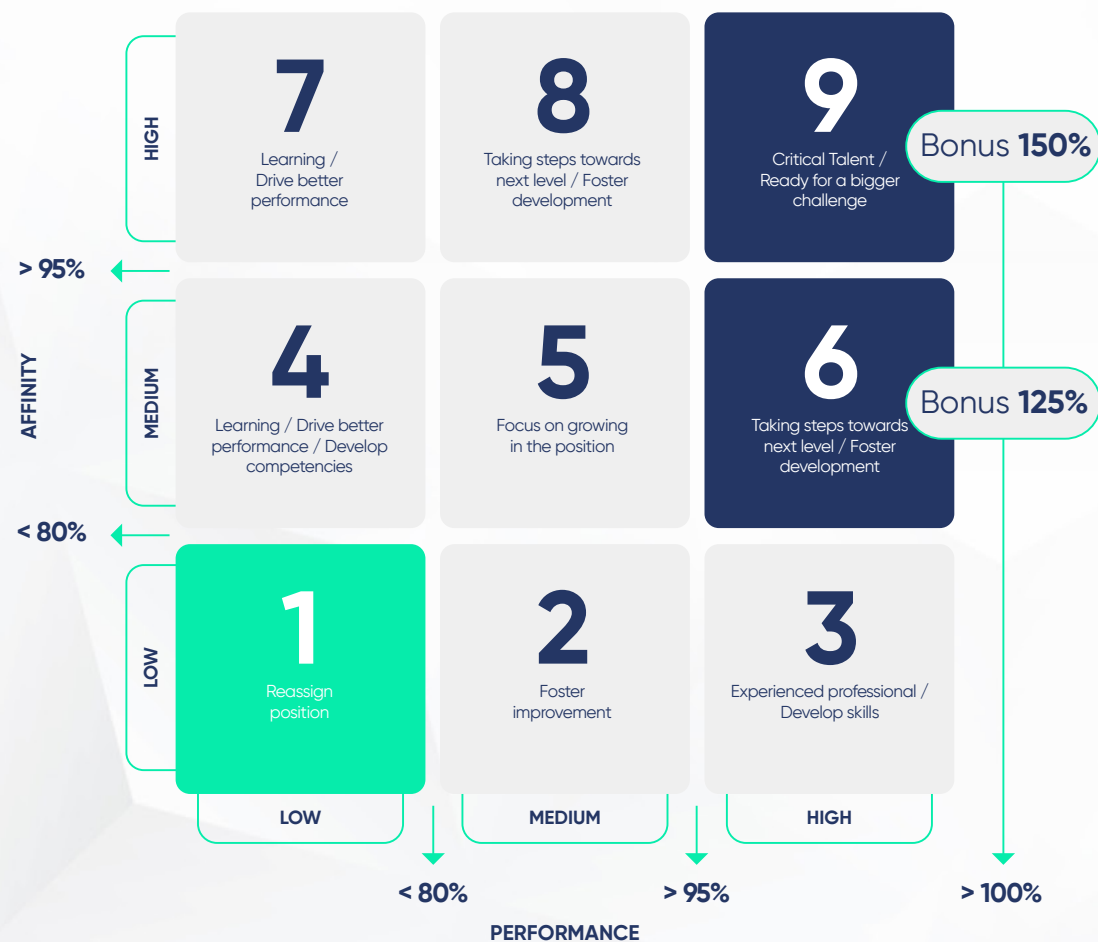 HIGH
7
Learning /
Drive better
performance
8
Taking steps towards
next level / Foster
development
9
Critical Talent /
Ready for a bigger
challenge
Bonus 150%
> 95%
AFFINITY
MEDIUM
4
Learning / Drive better
performance / Develop
competencies
5
Focus on growing
in the position
6
Taking steps towards
next level / Foster
development
Bonus 125%
< 80%
LOW
1
Reassign
position
2
Foster
improvement
3
Experienced professional /
Develop skills
LOW
MEDIUM
HIGH
< 80%
> 95%
> 100%
PERFORMANCE